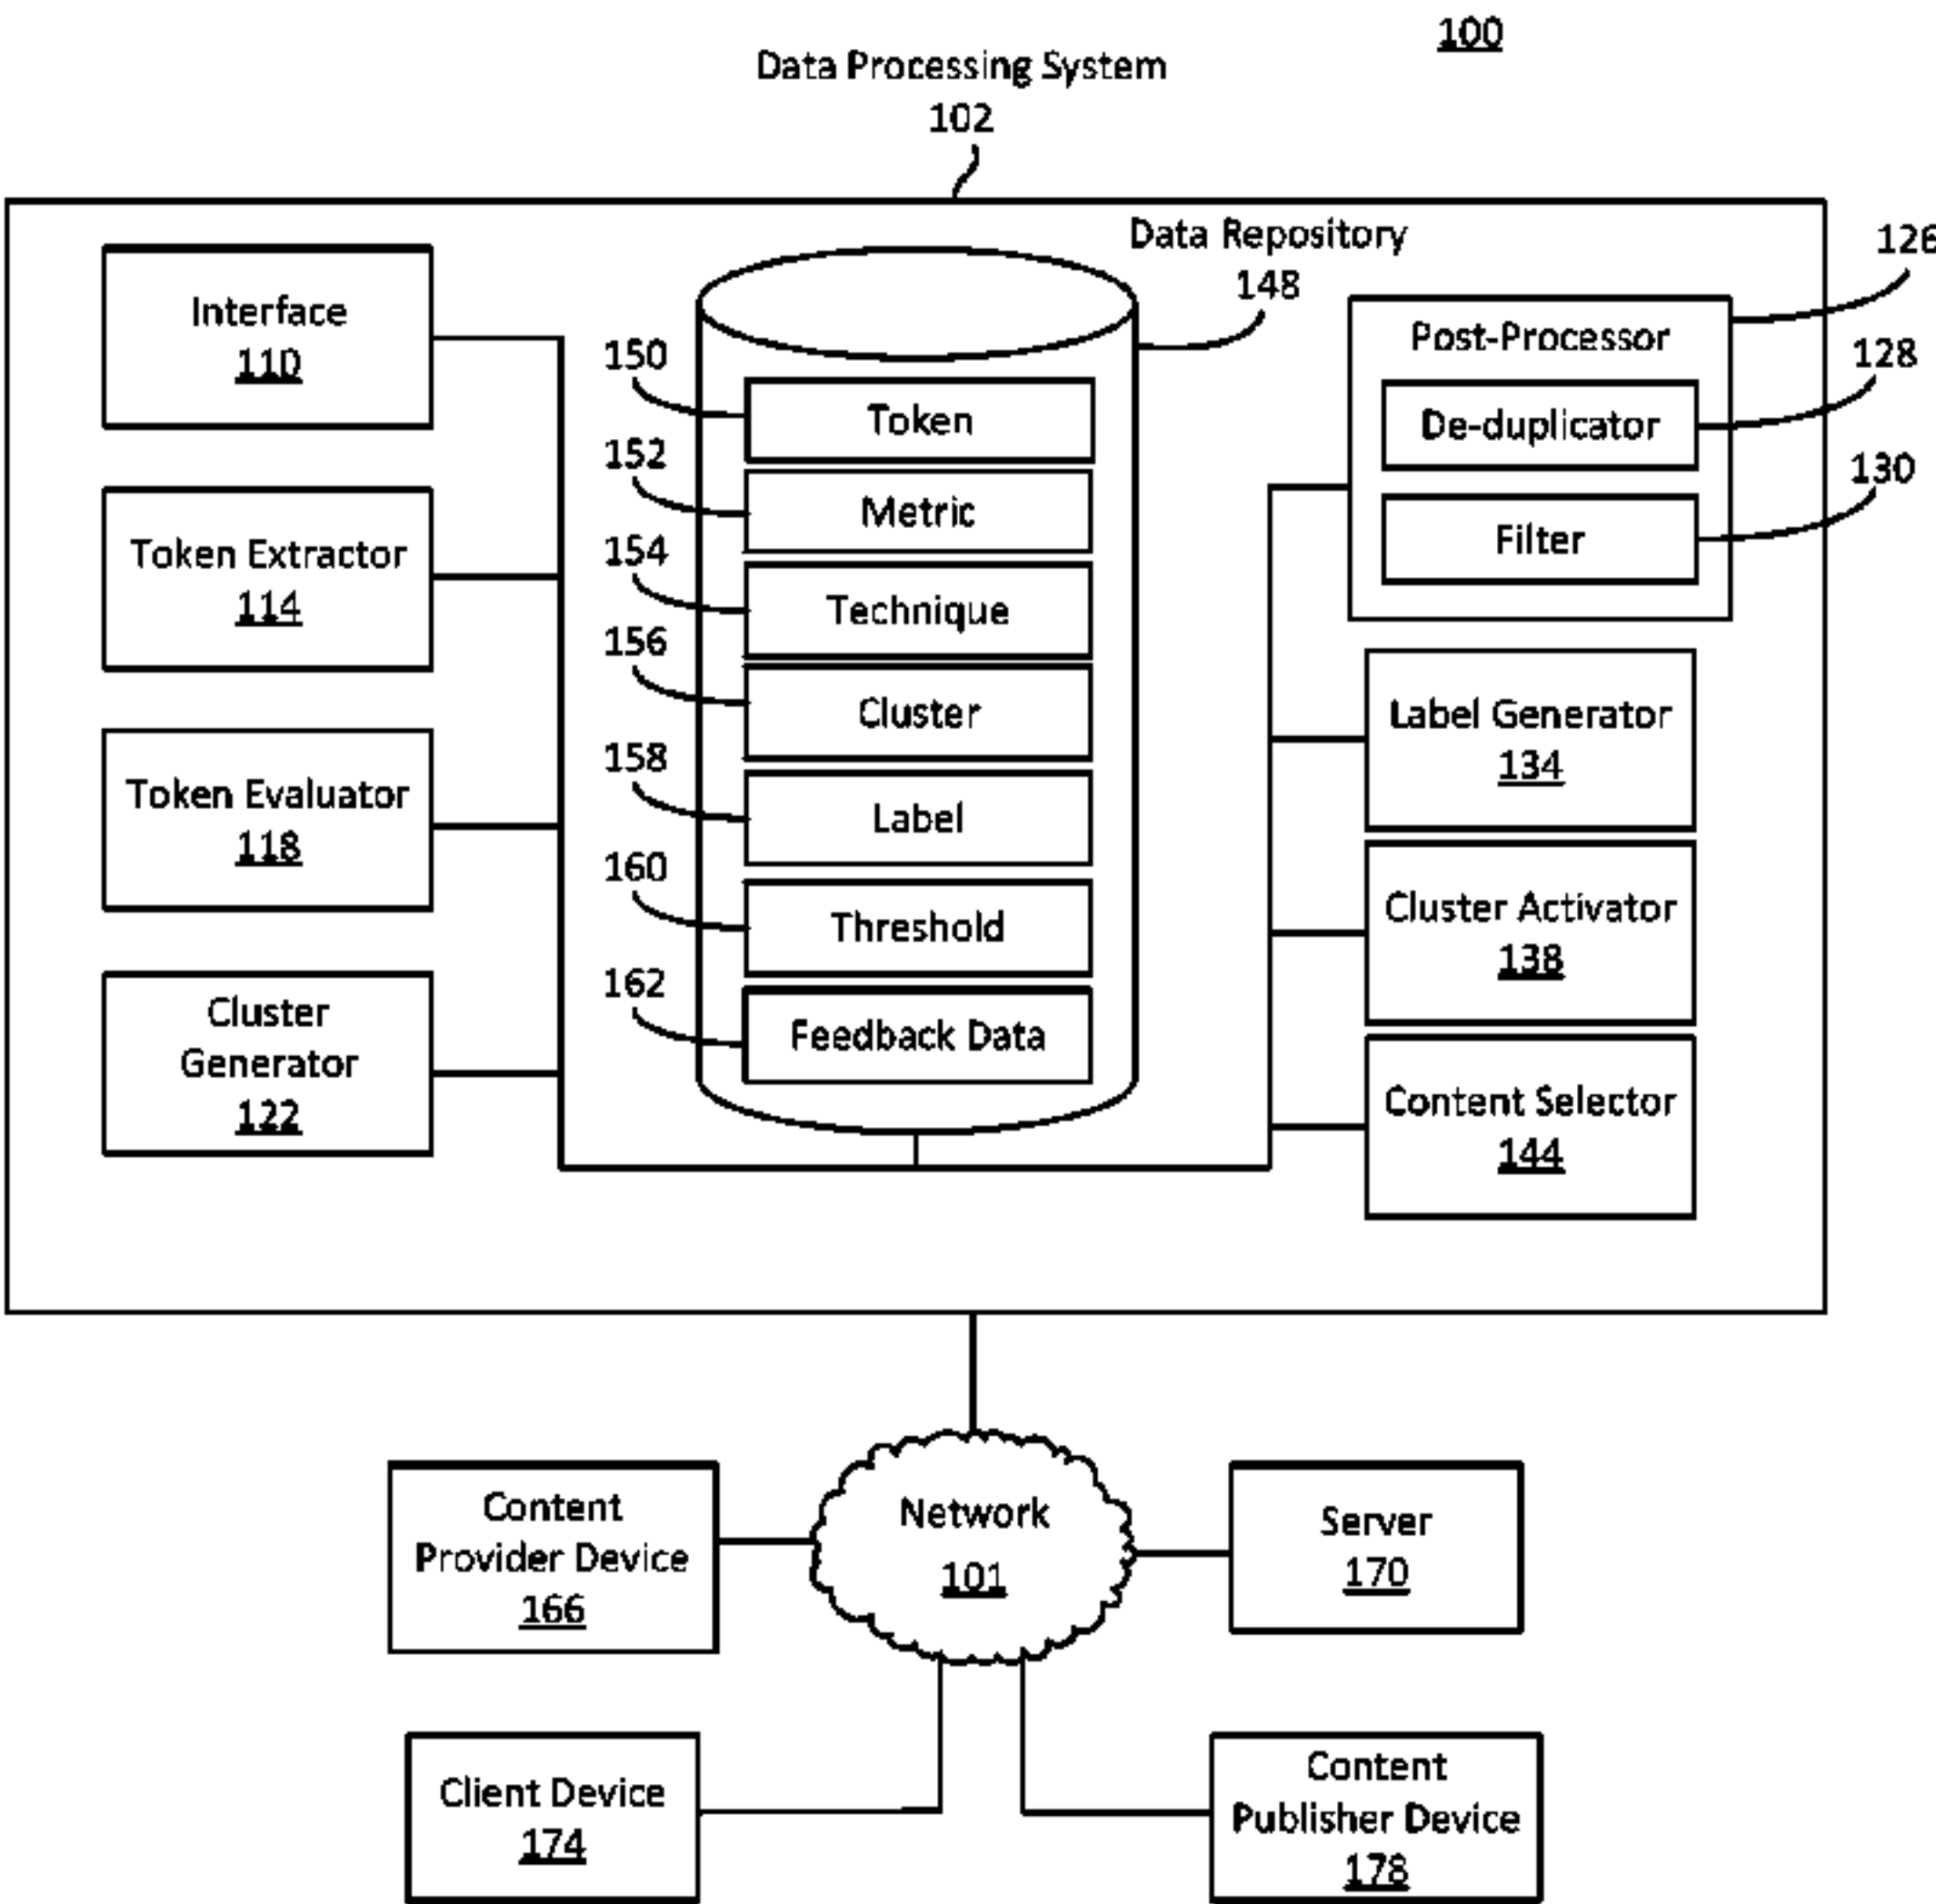 100
Data Processing System
102
Interface
110
Token Extractor
114
Token Evaluator
118
Cluster
Generator
122
Data Repository
148
150
Token
152
Metric
154
Technique
156
Cluster
158
Label
160
Threshold
162
Feedback Data
126
Post-Processor
128
De-duplicator
130
Filter
Label Generator
134
Cluster Activator
138
Content Selector
144
Content
Provider Device
166
Network
101
Server
170
Client Device
174
Content
Publisher Device
178